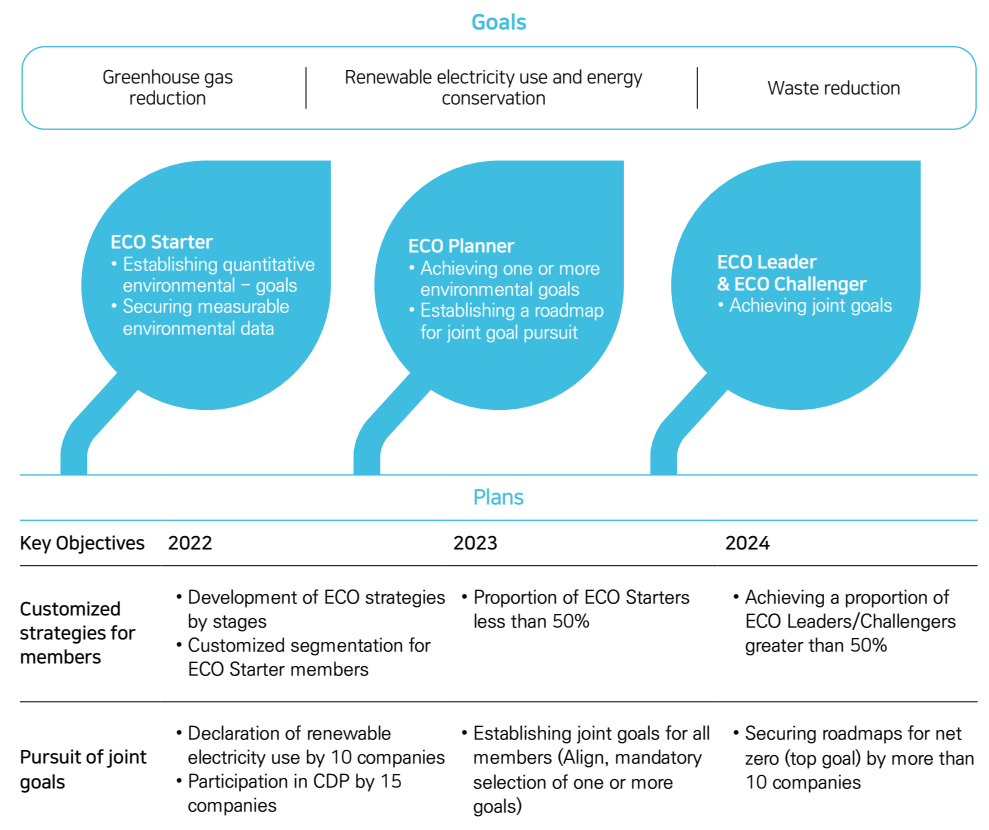 Goals
Greenhouse gas
reduction
Renewable electricity use and energy
conservation
Waste reduction
ECO Starter
• Establishing quantitative
environmental – goals
• Securing measurable
environmental data
ECO Planner
• Achieving one or more
environmental goals
• Establishing a roadmap
for joint goal pursuit
ECO Leader
& ECO Challenger
• Achieving joint goals
Plans
Key Objectives 2022 2023 2024
Customized
strategies for
members
• Development of ECO strategies
by stages
• Customized segmentation for
ECO Starter members
• Proportion of ECO Starters
less than 50%
• Achieving a proportion of
ECO Leaders/Challengers
greater than 50%
Pursuit of joint
goals
• Declaration of renewable
electricity use by 10 companies
• Participation in CDP by 15
companies
• Establishing joint goals for all
members (Align, mandatory
selection of one or more
goals)
• Securing roadmaps for net
zero (top goal) by more than
10 companies